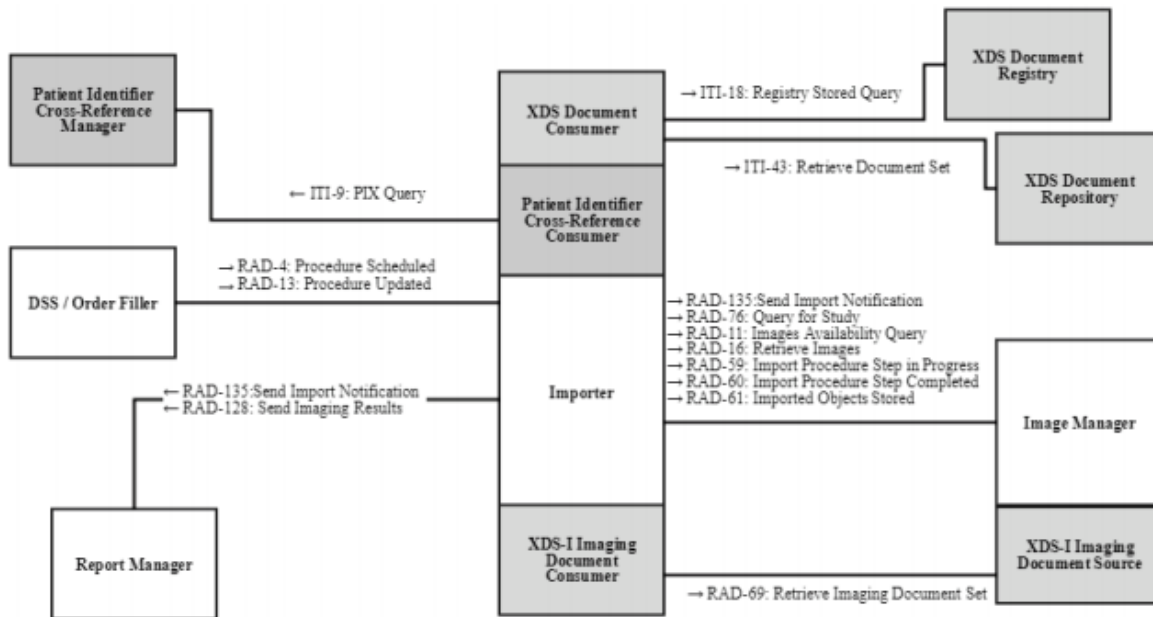 XDS Document
Registry
Patient Identifier
Cross-Reference
Manager
XDS Document
Consumer
→ ITI-18: Registry Stored Query
→ ITI-43: Retrieve Document Set
XDS Document
Repository
← ITI-9: PIX Query
Patient Identifier
Cross-Reference
Consumer
DSS / Order Filler
→ RAD-4: Procedure Scheduled
→ RAD-13: Procedure Updated
→ RAD-135:Send Import Notification
→ RAD-76: Query for Study
→ RAD-11: Images Availability Query
→ RAD-16: Retrieve Images
→ RAD-59: Import Procedure Step in Progress
→ RAD-60: Import Procedure Step Completed
→ RAD-61: Imported Objects Stored
← RAD-135:Send Import Notification
← RAD-128: Send Imaging Results
Importer
Image Manager
Report Manager
XDS-I Imaging
Document
Consumer
XDS-I Imaging
Document Source
→ RAD-69: Retrieve Imaging Document Set